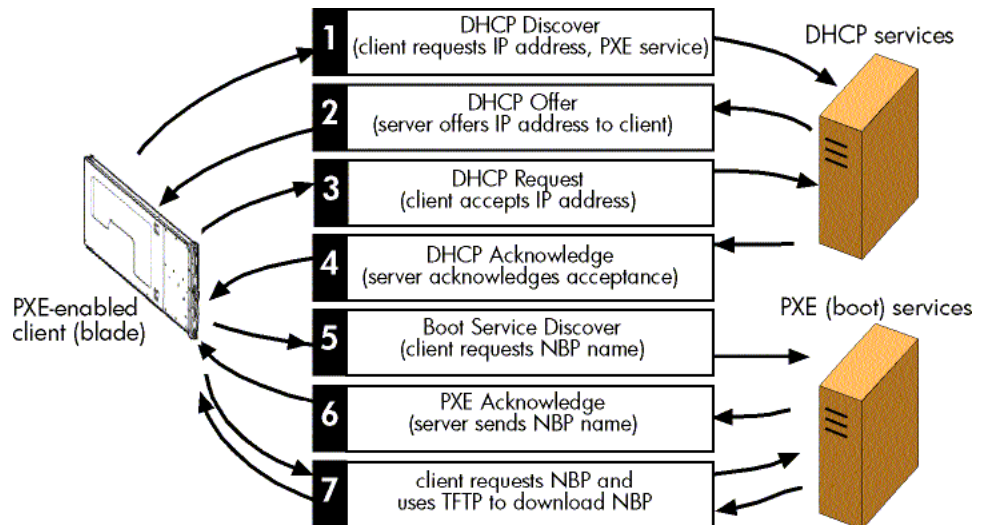 1
DHCP Discover
(client requests IP address, PXE service)
DHCP services
2
DHCP Offer
(server offers IP address to client)
3
DHCP Request
(client accepts IP address)
4
DHCP Acknowledge
(server acknowledges acceptance)
PXE-enabled
client (blade)
PXE (boot) services
5
Boot Service Discover
(client requests NBP name)
6
PXE Acknowledge
(server sends NBP name)
7
client requests NBP and
uses TFTP to download NBP